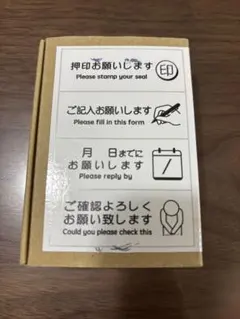 押印お願いします
Please stamp your seal
印
ご記入お願いします
Please fill in this form
月 日までに
お願いします
Please reply by
ご確認よろしく
お願い致します
Could you please check this